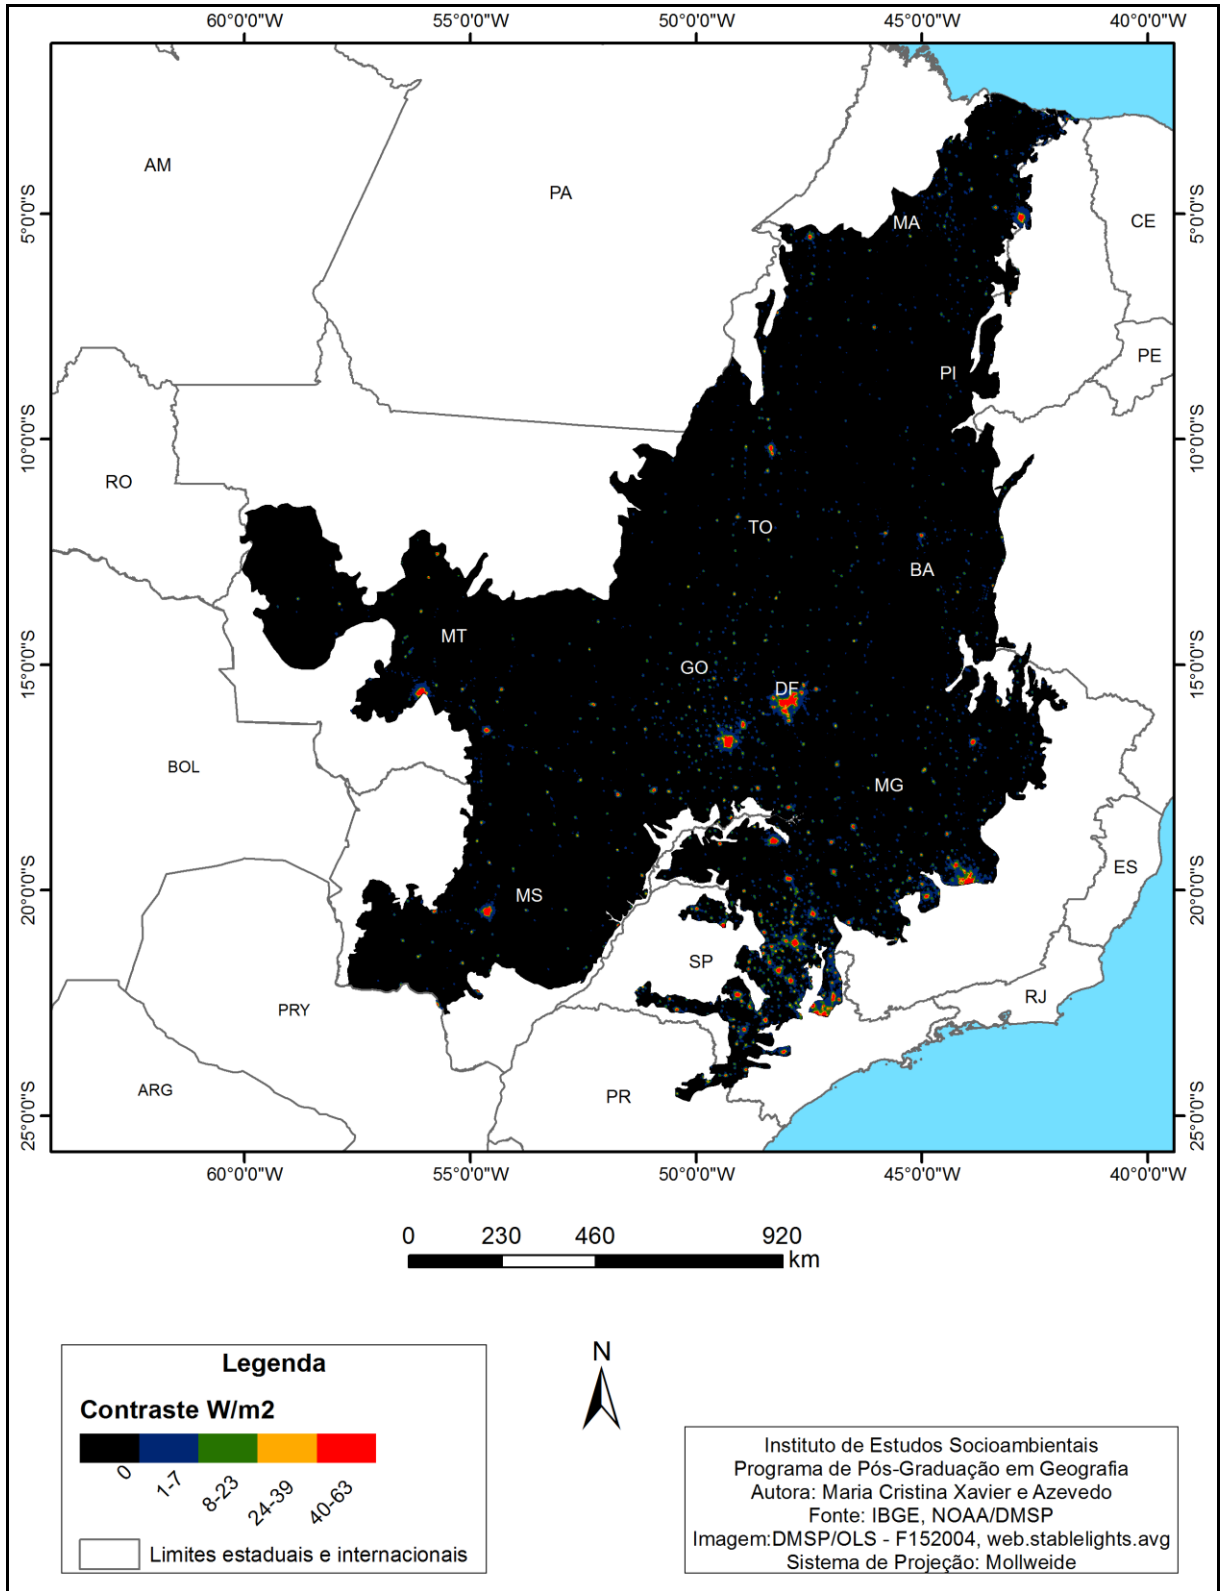 60°0'0"W 55°0'0"W 50°0'0"W 45°0'0"W 40°0'0"W
AM
PA
5°0'0"S
MA
CE
5°0'0"S
PE
PI
10°0'0"S
10°0'0"S
RO
TO
BA
MT
15°0'0"S
GO
DF
15°0'0"S
BOL
MG
ES
20°0'0"S
MS
20°0'0"S
SP
RJ
PRY
ARG
PR
25°0'0"S
25°0'0"S
60°0'0"W 55°0'0"W 50°0'0"W 45°0'0"W 40°0'0"W
0 230 460 920
km
N
Legenda
Contraste W/m2
0 1-7 8-23 24-39 40-63
Limites estaduais e internacionais
Instituto de Estudos Socioambientais
Programa de Pós-Graduação em Geografia
Autora: Maria Cristina Xavier e Azevedo
Fonte: IBGE, NOAA/DMSP
Imagem:DMSP/OLS - F152004, web.stablelights.avg
Sistema de Projeção: Mollweide